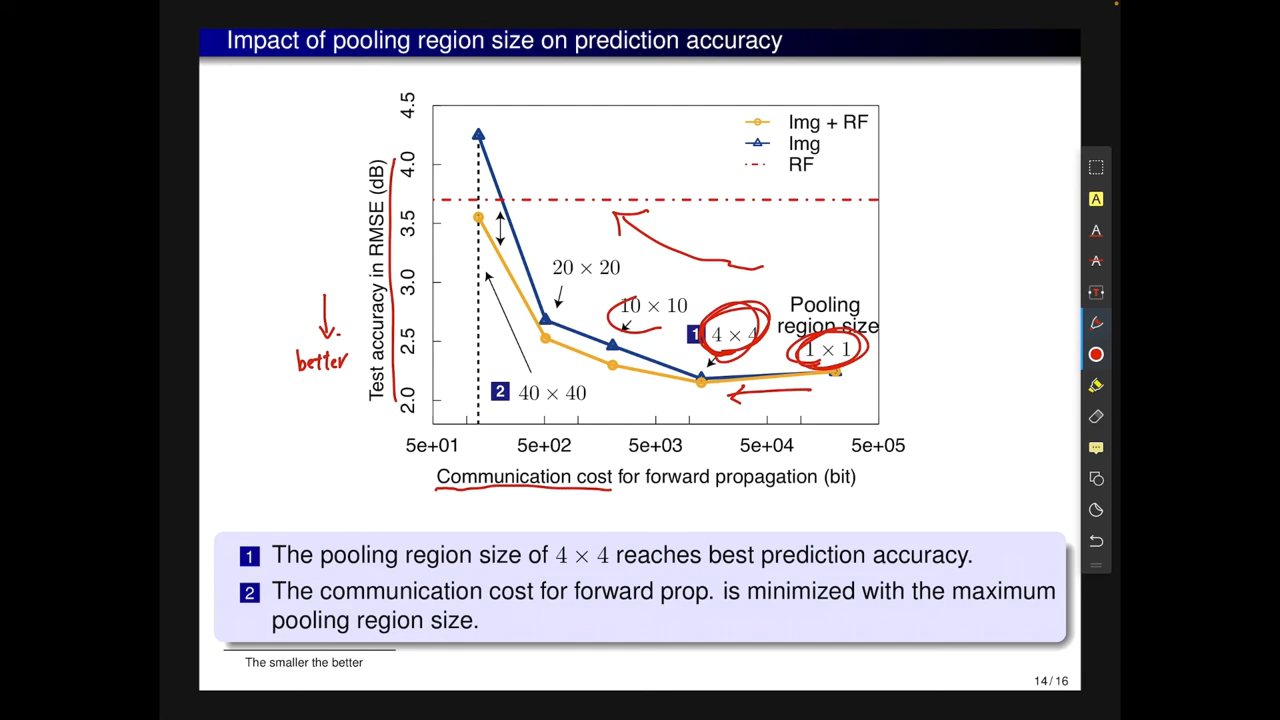 Impact of pooling region size on prediction accuracy
4.5
4.0
3.5
3.0
2.5
2.0
Test accuracy in RMSE (dB)
Img + RF
Img
RF
20 × 20
10 × 10
Pooling
region size
1 4 × 4
1 × 1
better
2 40 × 40
5e+01 5e+02 5e+03 5e+04 5e+05
Communication cost for forward propagation (bit)
1 The pooling region size of 4 × 4 reaches best prediction accuracy.
2 The communication cost for forward prop. is minimized with the maximum
pooling region size.
The smaller the better
14 / 16
A
A
A
T